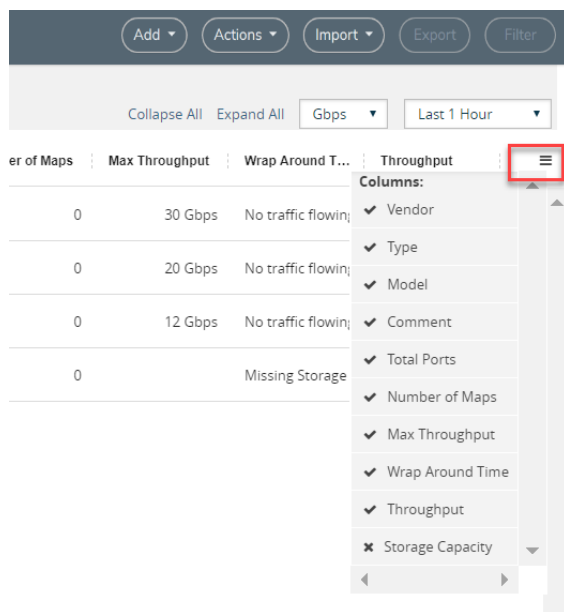 Add Actions Import Export Filter
Collapse All Expand All Gbps Last 1 Hour
er of Maps Max Throughput Wrap Around T... Throughput
Columns:
0 30 Gbps No traffic flowing Vendor
Type
0 20 Gbps No traffic flowing Model
0 12 Gbps No traffic flowing Comment
Total Ports
0 Missing Storage Number of Maps
Max Throughput
Wrap Around Time
Throughput
Storage Capacity